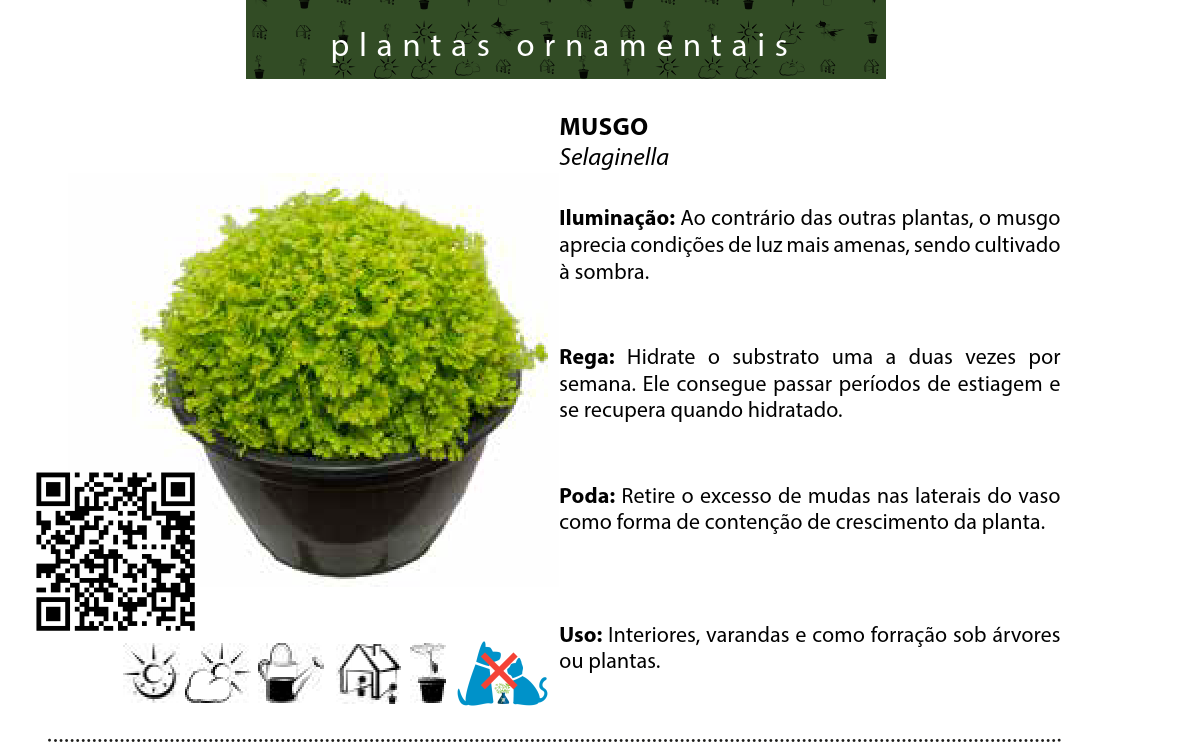 plantas ornamentais
MUSGO
Selaginella
Iluminação: Ao contrário das outras plantas, o musgo
aprecia condições de luz mais amenas, sendo cultivado
à sombra.
Rega: Hidrate o substrato uma a duas vezes por
semana. Ele consegue passar períodos de estiagem e
se recupera quando hidratado.
Poda: Retire o excesso de mudas nas laterais do vaso
como forma de contenção de crescimento da planta.
Uso: Interiores, varandas e como forração sob árvores
ou plantas.